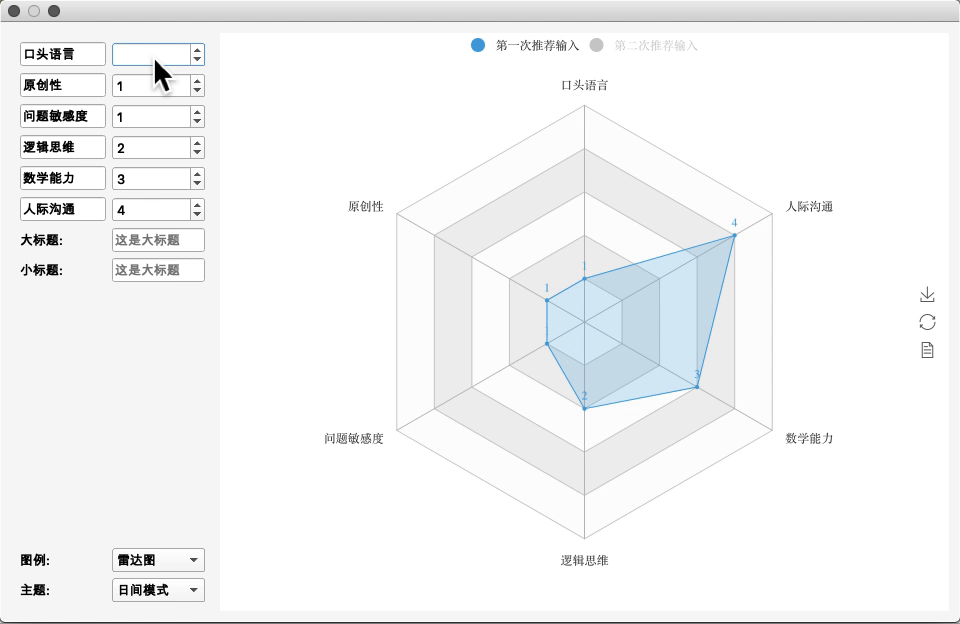 口头语言
原创性 1
问题敏感度 1
逻辑思维 2
数学能力 3
人际沟通 4
大标题: 这是大标题
小标题: 这是大标题
图例: 雷达图
主题: 日间模式
第一次推荐输入 第二次推荐输入
口头语言
原创性
人际沟通
4
1
1
1
3
2
问题敏感度
数学能力
逻辑思维